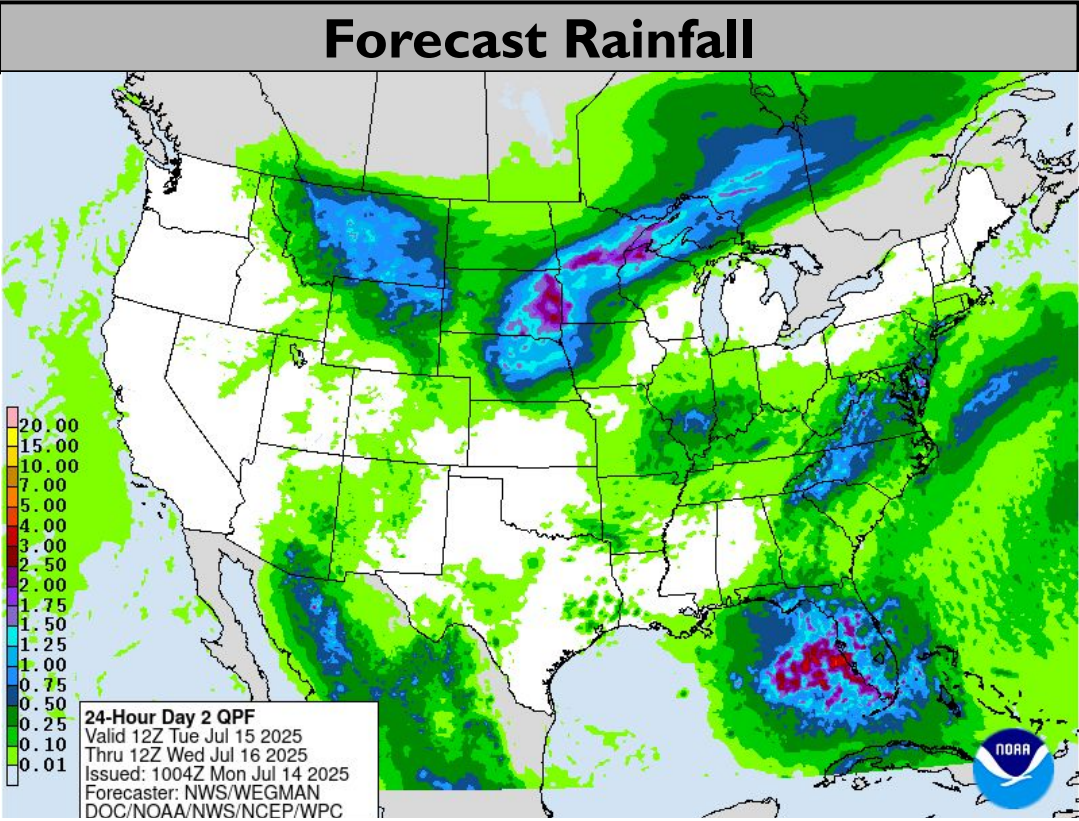 Forecast Rainfall
20.00
15.00
10.00
7.00
5.00
4.00
3.00
2.50
2.00
1.75
1.50
1.25
1.00
0.75
0.50
0.25
0.10
0.01
24-Hour Day 2 QPF
Valid 12Z Tue Jul 15 2025
Thru 12Z Wed Jul 16 2025
Issued: 1004Z Mon Jul 14 2025
Forecaster: NWS/WEGMAN
DOC/NOAA/NWS/NCEP/WPC
NOAA